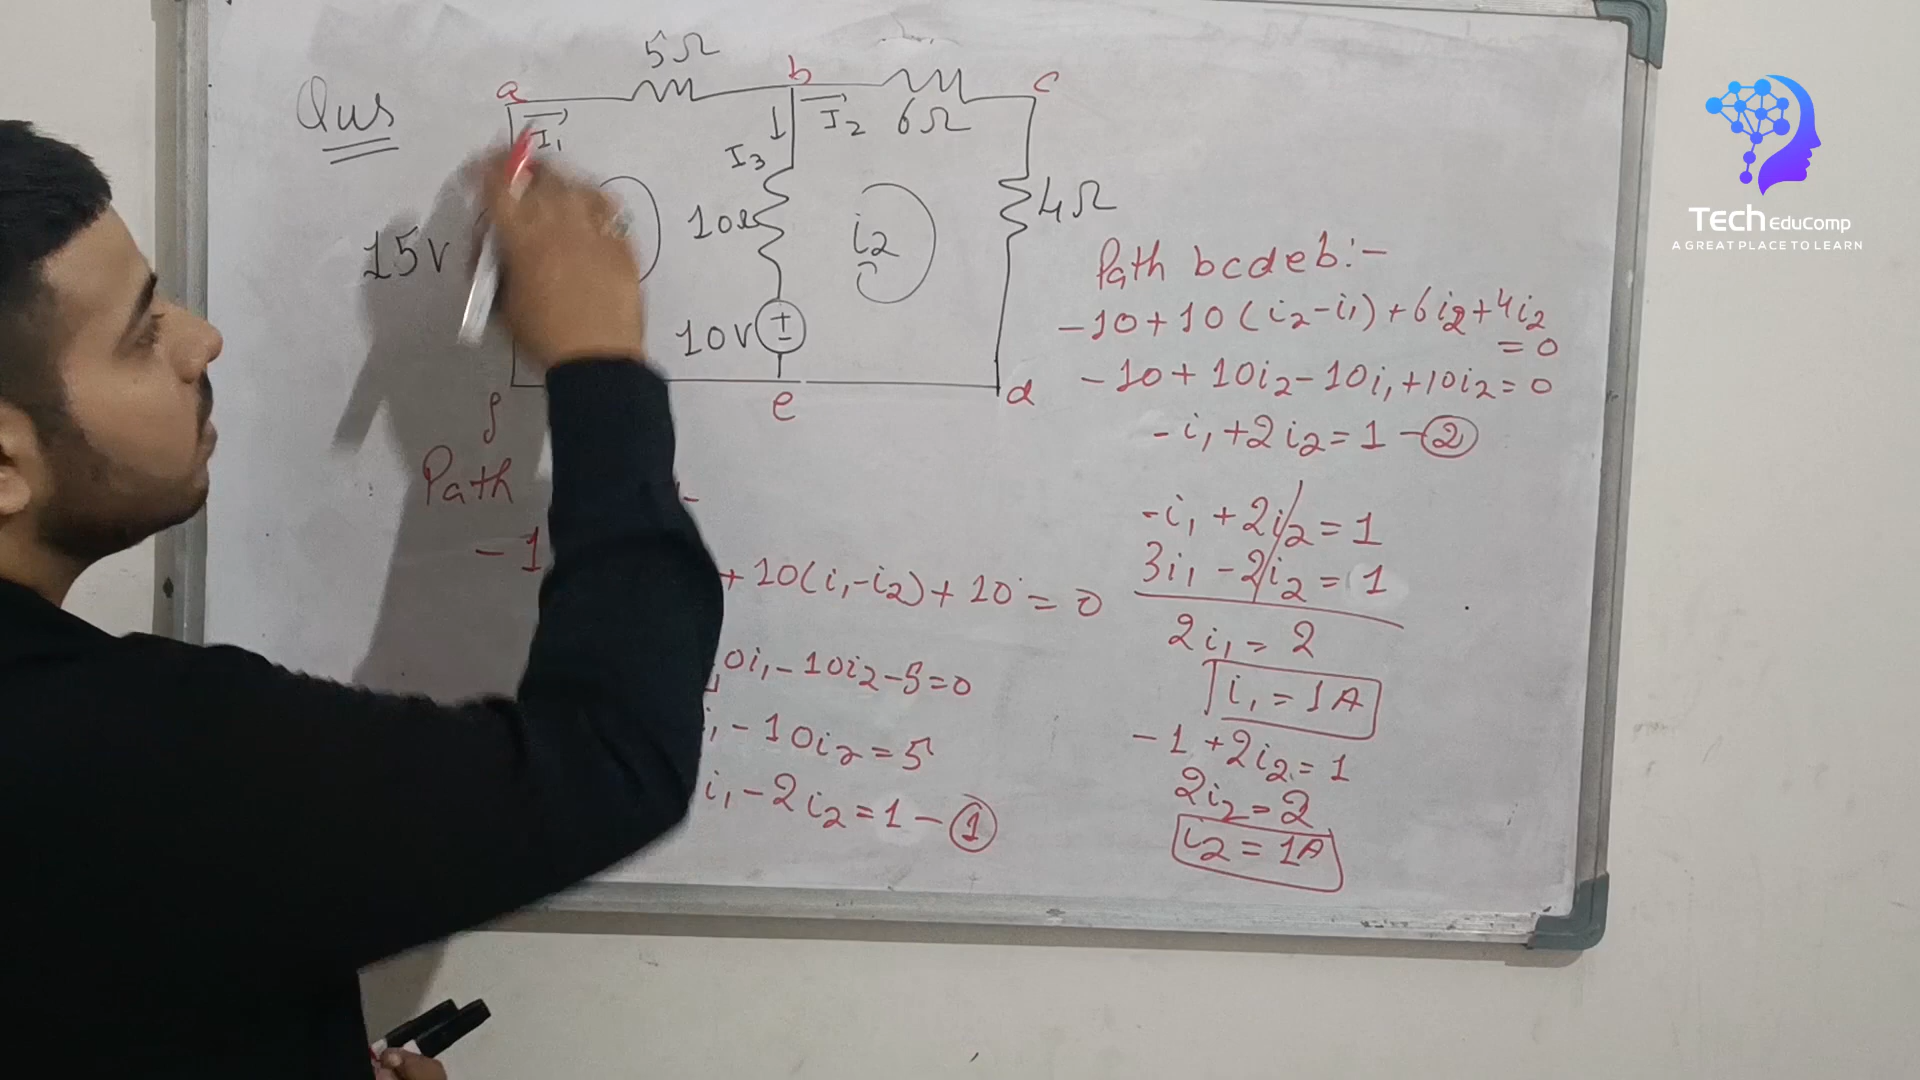 Qus
a
5Ω
b
c
I₁
I₃
I₂
6Ω
15v
10Ω
i₂
4Ω
10v
f
e
d
Path
-1
+ 10(i₁-i₂) + 10 = 0
0i₁ - 10i₂ - 5 = 0
i₁ - 10i₂ = 5
i₁ - 2i₂ = 1 - ①
Path bcdeb:-
-10 + 10(i₂-i₁) + 6i₂ + 4i₂
= 0
-10 + 10i₂ - 10i₁ + 10i₂ = 0
-i₁ + 2i₂ = 1 - ②
-i₁ + 2i₂ = 1
3i₁ - 2i₂ = 1
2i₁ = 2
i₁ = 1A
-1 + 2i₂ = 1
2i₂ = 2
i₂ = 1A
Tech EduComp
A GREAT PLACE TO LEARN